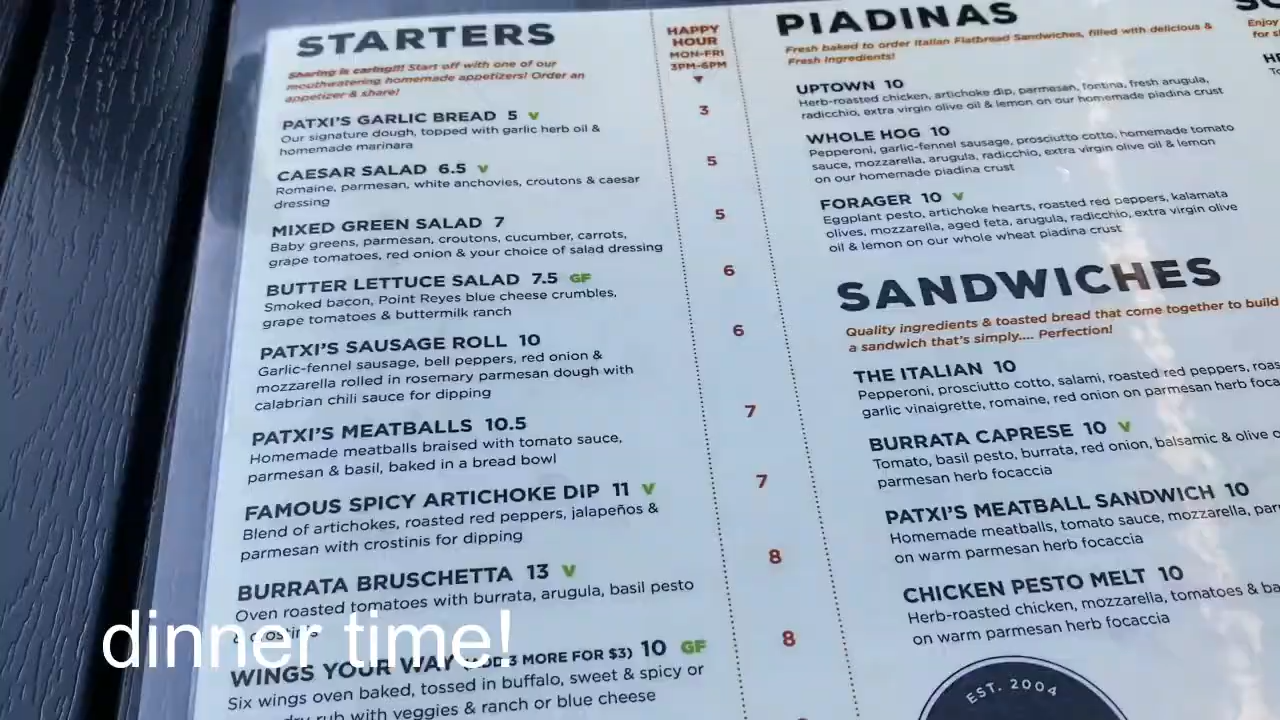 STARTERS
Sharing is caring!!! Start off with one of our
mouthwatering homemade appetizers! Order an
appetizer & share!
HAPPY
HOUR
MON-FRI
3PM-6PM
PATXI'S GARLIC BREAD 5 V
3
Our signature dough, topped with garlic herb oil &
homemade marinara
CAESAR SALAD 6.5 V
5
Romaine, parmesan, white anchovies, croutons & caesar
dressing
MIXED GREEN SALAD 7
5
Baby greens, parmesan, croutons, cucumber, carrots,
grape tomatoes, red onion & your choice of salad dressing
BUTTER LETTUCE SALAD 7.5 GF
6
Smoked bacon, Point Reyes blue cheese crumbles,
grape tomatoes & buttermilk ranch
PATXI'S SAUSAGE ROLL 10
6
Garlic-fennel sausage, bell peppers, red onion &
mozzarella rolled in rosemary parmesan dough with
calabrian chili sauce for dipping
PATXI'S MEATBALLS 10.5
7
Homemade meatballs braised with tomato sauce,
parmesan & basil, baked in a bread bowl
FAMOUS SPICY ARTICHOKE DIP 11 V
7
Blend of artichokes, roasted red peppers, jalapeños &
parmesan with crostinis for dipping
BURRATA BRUSCHETTA 13 V
8
Oven roasted tomatoes with burrata, arugula, basil pesto
WINGS YOUR WAY 3 MORE FOR $3) 10 GF
8
Six wings oven baked, tossed in buffalo, sweet & spicy or
rub with veggies & ranch or blue cheese
dinner time!
PIADINAS
Fresh baked to order Italian Flatbread Sandwiches, filled with delicious &
Fresh Ingredients!
UPTOWN 10
Herb-roasted chicken, artichoke dip, parmesan, fontina, fresh arugula,
radicchio, extra virgin olive oil & lemon on our homemade piadina crust
WHOLE HOG 10
Pepperoni, garlic-fennel sausage, prosciutto cotto, homemade tomato
sauce, mozzarella, arugula, radicchio, extra virgin olive oil & lemon
on our homemade piadina crust
FORAGER 10 V
Eggplant pesto, artichoke hearts, roasted red peppers, kalamata
olives, mozzarella, aged feta, arugula, radicchio, extra virgin olive
oil & lemon on our whole wheat piadina crust
SANDWICHES
Quality ingredients & toasted bread that come together to build
a sandwich that's simply.... Perfection!
THE ITALIAN 10
Pepperoni, prosciutto cotto, salami, roasted red peppers, roas
garlic vinaigrette, romaine, red onion on parmesan herb foca
BURRATA CAPRESE 10 V
Tomato, basil pesto, burrata, red onion, balsamic & olive o
parmesan herb focaccia
PATXI'S MEATBALL SANDWICH 10
Homemade meatballs, tomato sauce, mozzarella, par
on warm parmesan herb focaccia
CHICKEN PESTO MELT 10
Herb-roasted chicken, mozzarella, tomatoes & ba
on warm parmesan herb focaccia
EST. 2004
Enjoy
for s